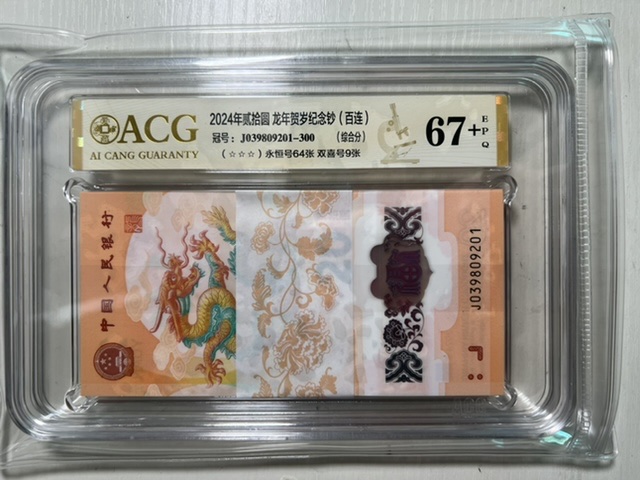 ACG
AI CANG GUARANTY
2024年贰拾圆 龙年贺岁纪念钞(百连)
冠号: J039809201-300 (综合分)
(☆☆☆) 永恒号64张 双喜号9张
67+
EPQ
中国人民银行
J039809201